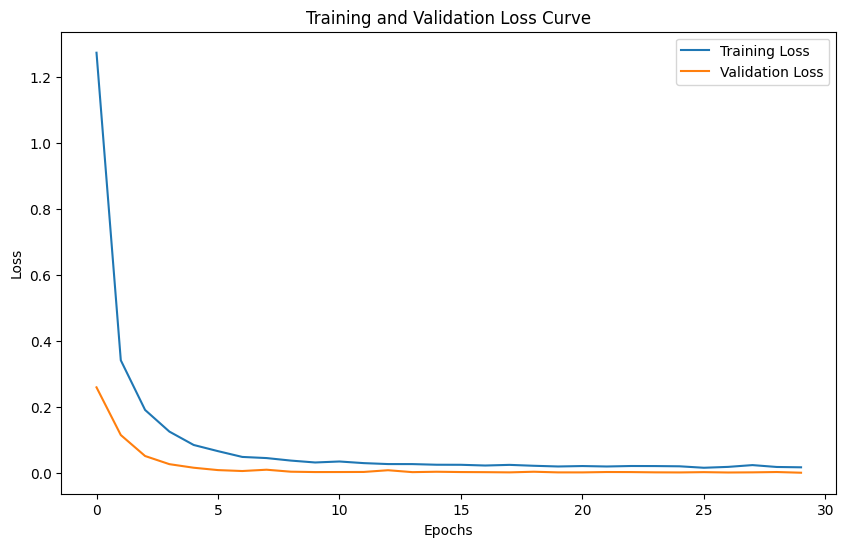 Training and Validation Loss Curve
Training Loss
Validation Loss
1.2
1.0
0.8
0.6
0.4
0.2
0.0
Loss
0 5 10 15 20 25 30
Epochs